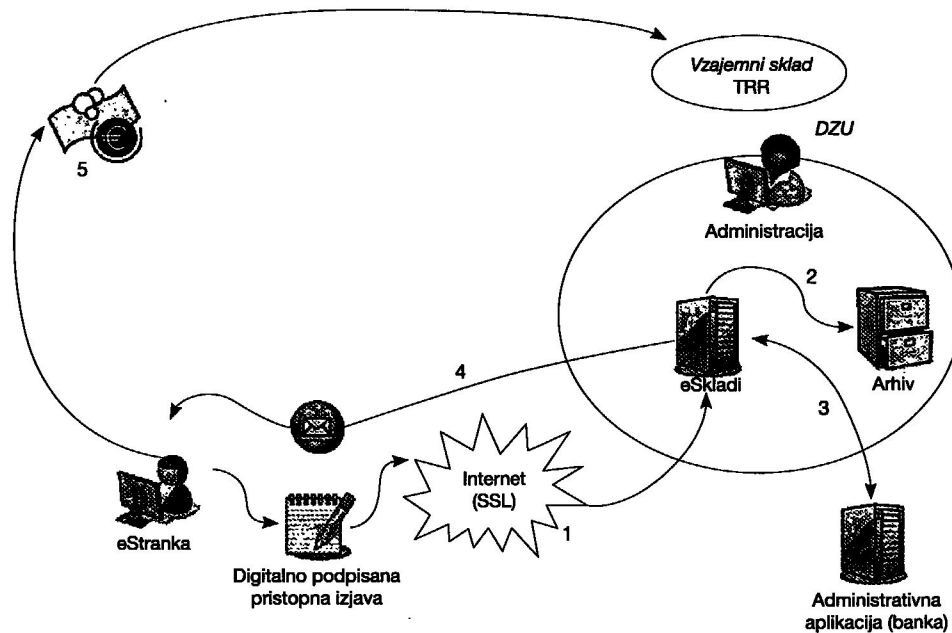 Vzajemni sklad
TRR
DZU
5
Administracija
2
eSkladi
Arhiv
4
3
Internet
(SSL)
1
eStranka
Digitalno podpisana
pristopna izjava
Administrativna
aplikacija (banka)